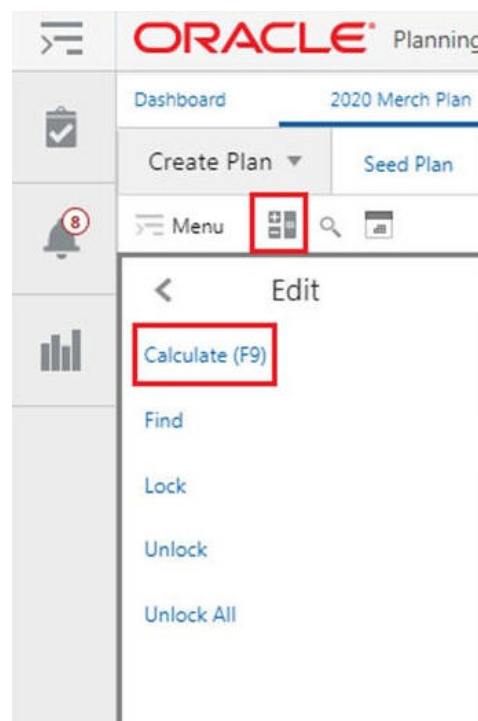 ORACLE® Planning
Dashboard 2020 Merch Plan
Create Plan Seed Plan
8
Menu
Edit
Calculate (F9)
Find
Lock
Unlock
Unlock All